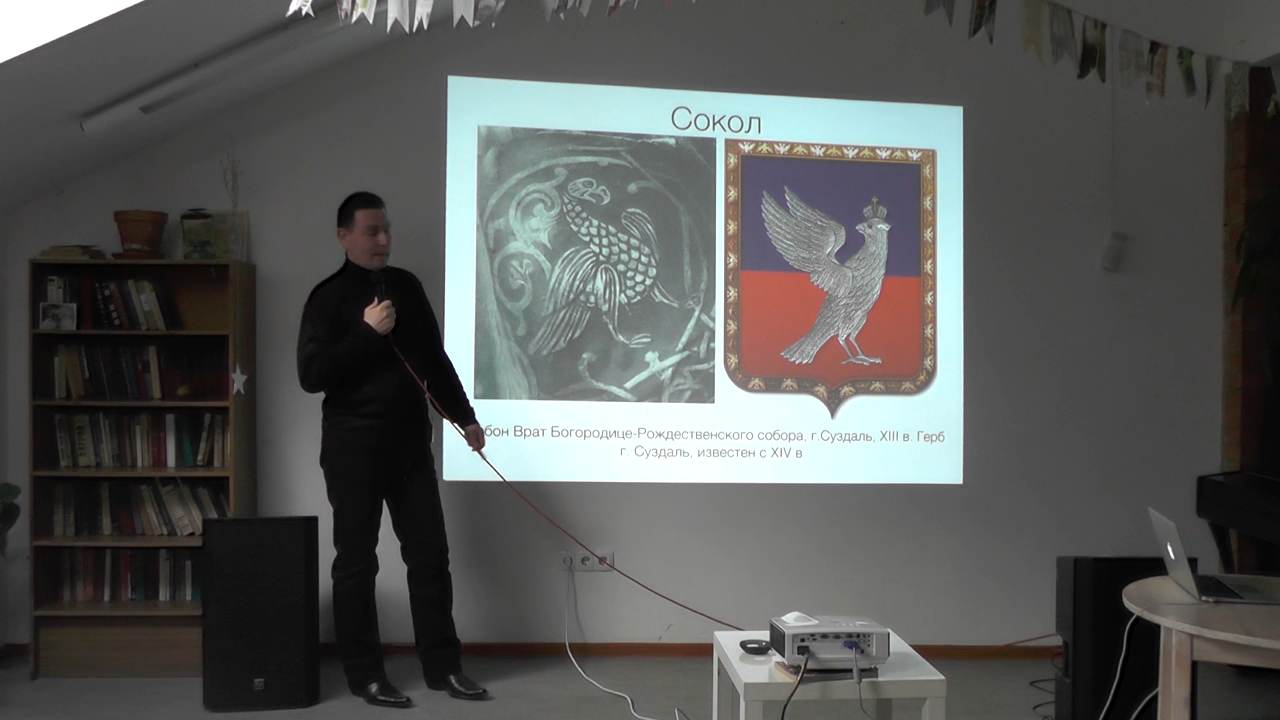 Сокол
бон Врат Богородице-Рождественского собора, г.Суздаль, XIII в. Герб
г. Суздаль, известен с XIV в